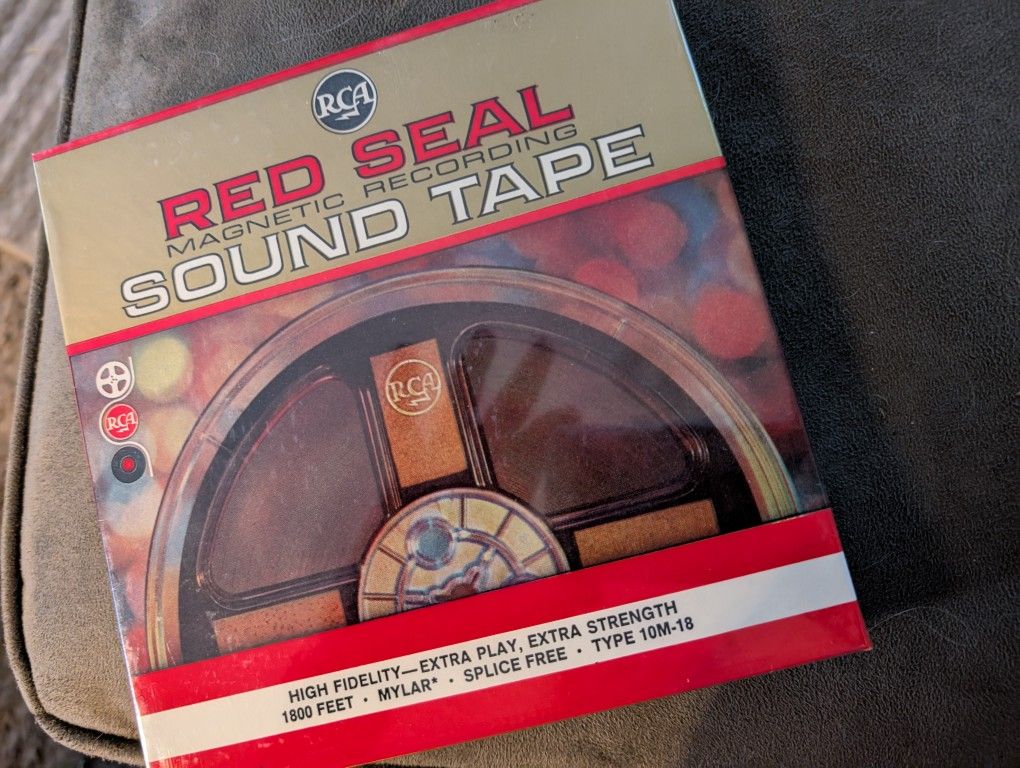 RCA
RED SEAL
MAGNETIC RECORDING
SOUND TAPE
RCA
RCA
HIGH FIDELITY—EXTRA PLAY, EXTRA STRENGTH
1800 FEET · MYLAR* · SPLICE FREE · TYPE 10M-18